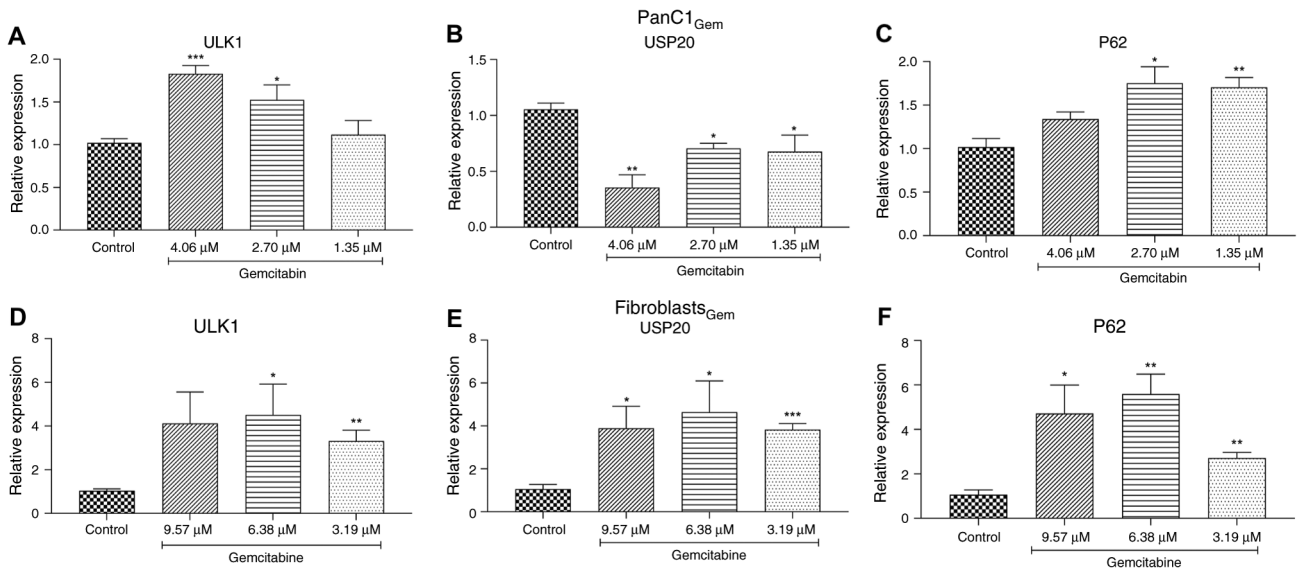 PanC1Gem
A
ULK1
***
*
Relative expression
2.0
1.5
1.0
0.5
0.0
Control
4.06 µM
2.70 µM
1.35 µM
Gemcitabin
B
USP20
**
*
*
Relative expression
1.5
1.0
0.5
0.0
Control
4.06 µM
2.70 µM
1.35 µM
Gemcitabin
C
P62
*
**
Relative expression
2.0
1.5
1.0
0.5
0.0
Control
4.06 µM
2.70 µM
1.35 µM
Gemcitabin
FibroblastsGem
D
ULK1
*
**
Relative expression
8
6
4
2
0
Control
9.57 µM
6.38 µM
3.19 µM
Gemcitabine
E
USP20
*
*
***
Relative expression
8
6
4
2
0
Control
9.57 µM
6.38 µM
3.19 µM
Gemcitabine
F
P62
*
**
**
Relative expression
8
6
4
2
0
Control
9.57 µM
6.38 µM
3.19 µM
Gemcitabine